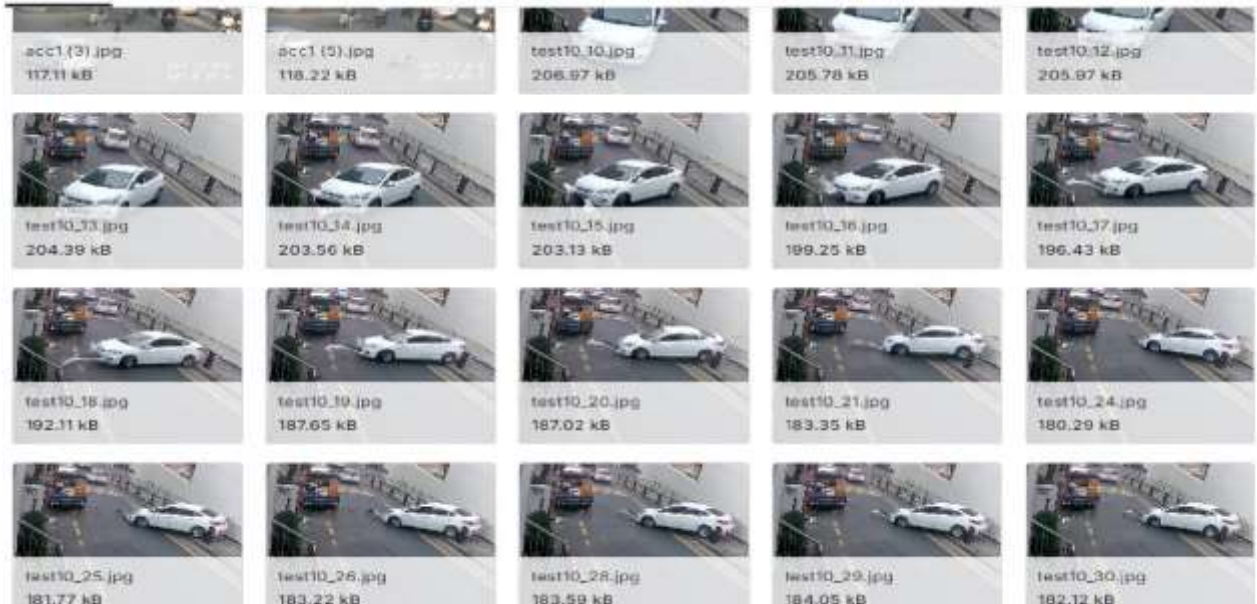 acc1 (3).jpg
117.11 kB
acc1 (5).jpg
118.22 kB
test10_10.jpg
206.97 kB
test10_11.jpg
205.78 kB
test10_12.jpg
205.97 kB
test10_13.jpg
204.39 kB
test10_14.jpg
203.56 kB
test10_15.jpg
203.13 kB
test10_16.jpg
199.25 kB
test10_17.jpg
196.43 kB
test10_18.jpg
192.11 kB
test10_19.jpg
187.65 kB
test10_20.jpg
187.02 kB
test10_21.jpg
183.35 kB
test10_24.jpg
180.29 kB
test10_25.jpg
181.77 kB
test10_26.jpg
183.22 kB
test10_28.jpg
183.59 kB
test10_29.jpg
184.05 kB
test10_30.jpg
182.12 kB